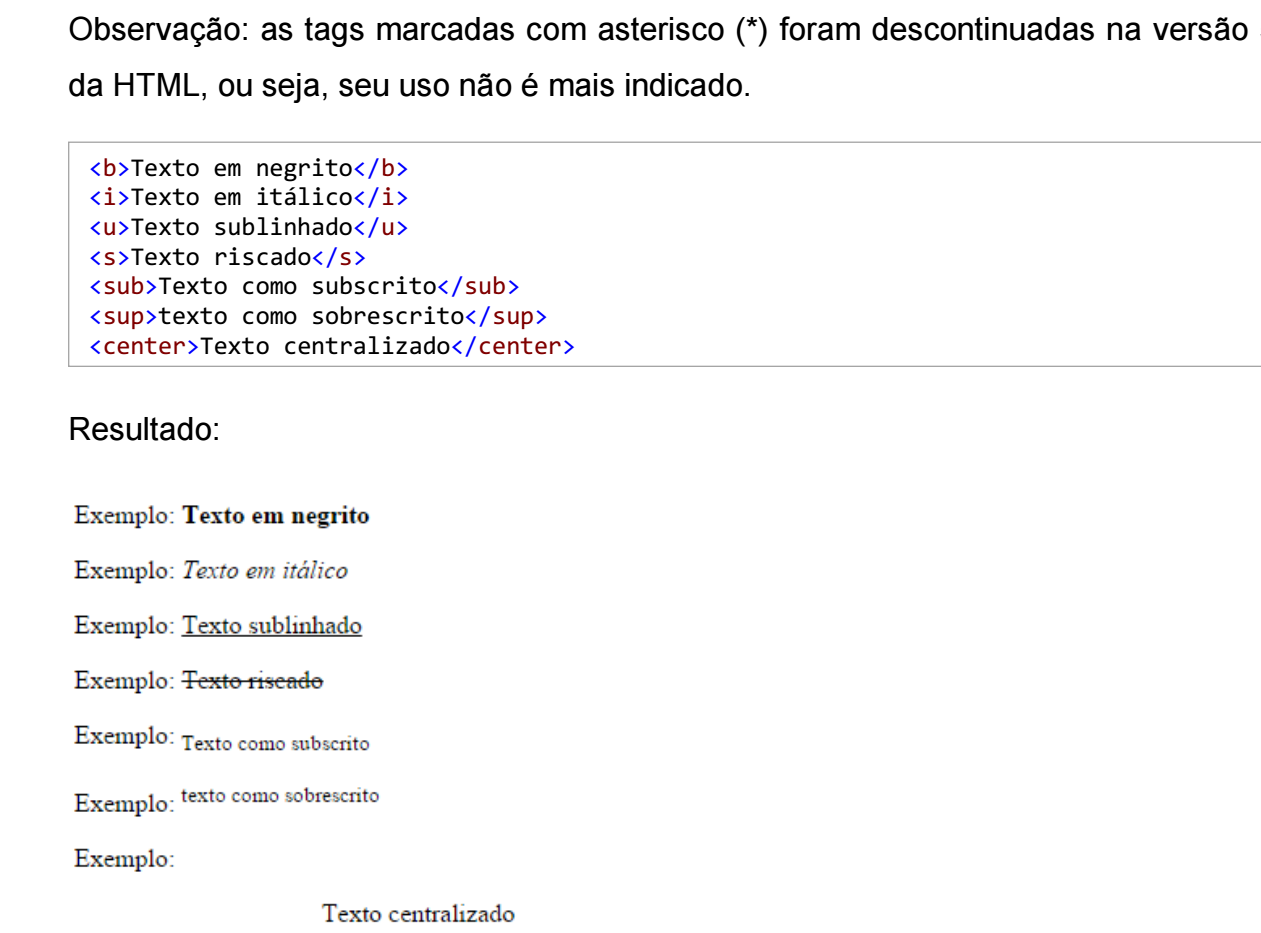 Observação: as tags marcadas com asterisco (*) foram descontinuadas na versão
da HTML, ou seja, seu uso não é mais indicado.
<b>Texto em negrito</b>
<i>Texto em itálico</i>
<u>Texto sublinhado</u>
<s>Texto riscado</s>
<sub>Texto como subscrito</sub>
<sup>texto como sobrescrito</sup>
<center>Texto centralizado</center>
Resultado:
Exemplo: Texto em negrito
Exemplo: Texto em itálico
Exemplo: Texto sublinhado
Exemplo: Texto riscado
Exemplo: Texto como subscrito
Exemplo: texto como sobrescrito
Exemplo:
Texto centralizado